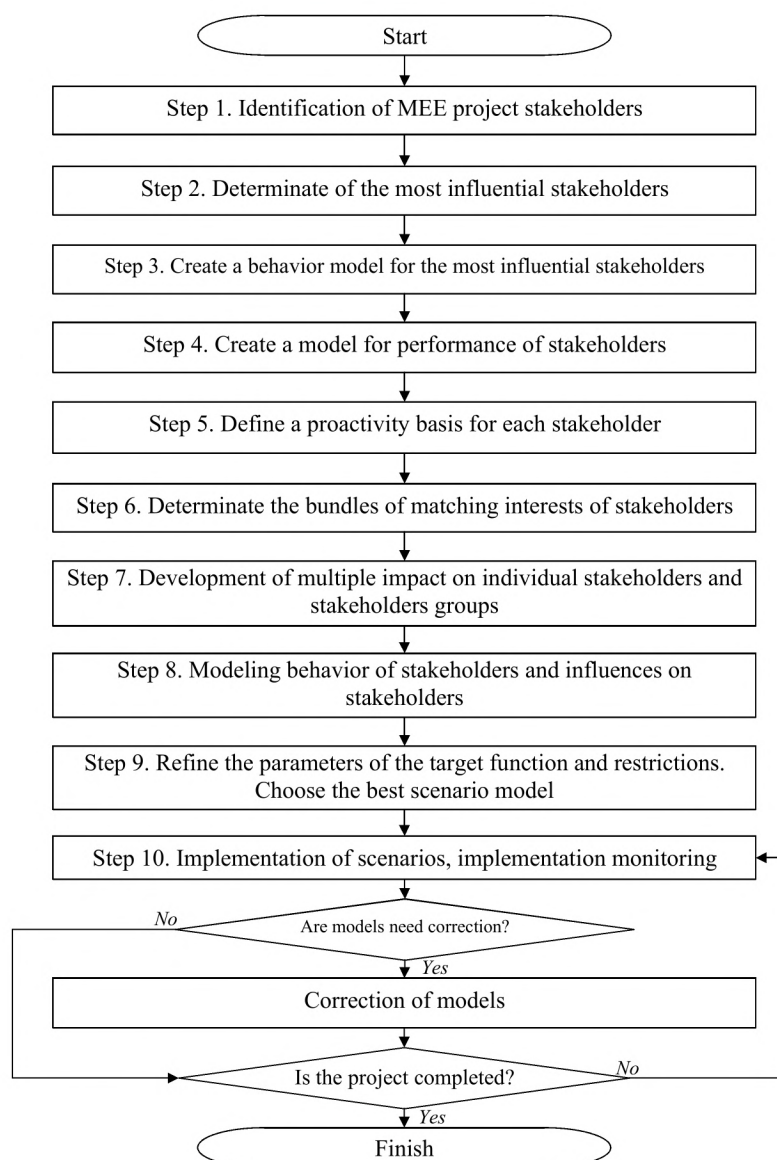 Start
Step 1. Identification of MEE project stakeholders
Step 2. Determinate of the most influential stakeholders
Step 3. Create a behavior model for the most influential stakeholders
Step 4. Create a model for performance of stakeholders
Step 5. Define a proactivity basis for each stakeholder
Step 6. Determinate the bundles of matching interests of stakeholders
Step 7. Development of multiple impact on individual stakeholders and
stakeholders groups
Step 8. Modeling behavior of stakeholders and influences on
stakeholders
Step 9. Refine the parameters of the target function and restrictions.
Choose the best scenario model
Step 10. Implementation of scenarios, implementation monitoring
No
Are models need correction?
Yes
Correction of models
Is the project completed?
No
Yes
Finish